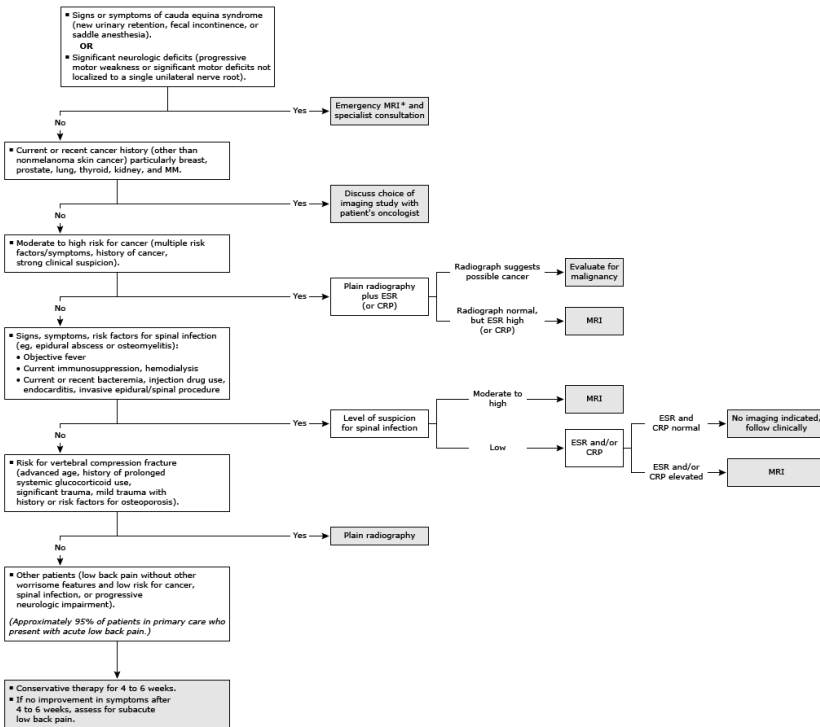 ▪ Signs or symptoms of cauda equina syndrome
(new urinary retention, fecal incontinence, or
saddle anesthesia).
OR
▪ Significant neurologic deficits (progressive
motor weakness or significant motor deficits not
localized to a single unilateral nerve root).
Yes
Emergency MRI* and
specialist consultation
No
▪ Current or recent cancer history (other than
nonmelanoma skin cancer) particularly breast,
prostate, lung, thyroid, kidney, and MM.
Yes
Discuss choice of
imaging study with
patient's oncologist
No
▪ Moderate to high risk for cancer (multiple risk
factors/symptoms, history of cancer,
strong clinical suspicion).
Yes
Plain radiography
plus ESR
(or CRP)
Radiograph suggests
possible cancer
Evaluate for
malignancy
Radiograph normal,
but ESR high
(or CRP)
MRI
No
▪ Signs, symptoms, risk factors for spinal infection
(eg, epidural abscess or osteomyelitis):
• Objective fever
• Current immunosuppression, hemodialysis
• Current or recent bacteremia, injection drug use,
endocarditis, invasive epidural/spinal procedure
Yes
Level of suspicion
for spinal infection
Moderate to
high
MRI
Low
ESR and/or
CRP
ESR and
CRP normal
No imaging indicated,
follow clinically
ESR and/or
CRP elevated
MRI
No
▪ Risk for vertebral compression fracture
(advanced age, history of prolonged
systemic glucocorticoid use,
significant trauma, mild trauma with
history or risk factors for osteoporosis).
Yes
Plain radiography
No
▪ Other patients (low back pain without other
worrisome features and low risk for cancer,
spinal infection, or progressive
neurologic impairment).
(Approximately 95% of patients in primary care who
present with acute low back pain.)
▪ Conservative therapy for 4 to 6 weeks.
▪ If no improvement in symptoms after
4 to 6 weeks, assess for subacute
low back pain.